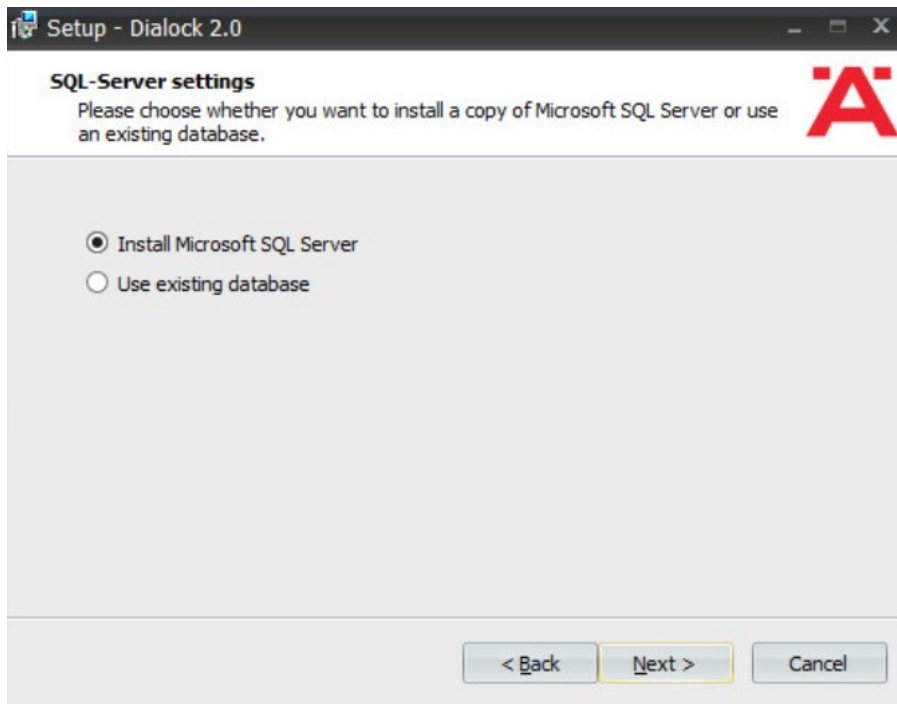 Setup - Dialock 2.0
SQL-Server settings
Please choose whether you want to install a copy of Microsoft SQL Server or use
an existing database.
Install Microsoft SQL Server
Use existing database
< Back
Next >
Cancel